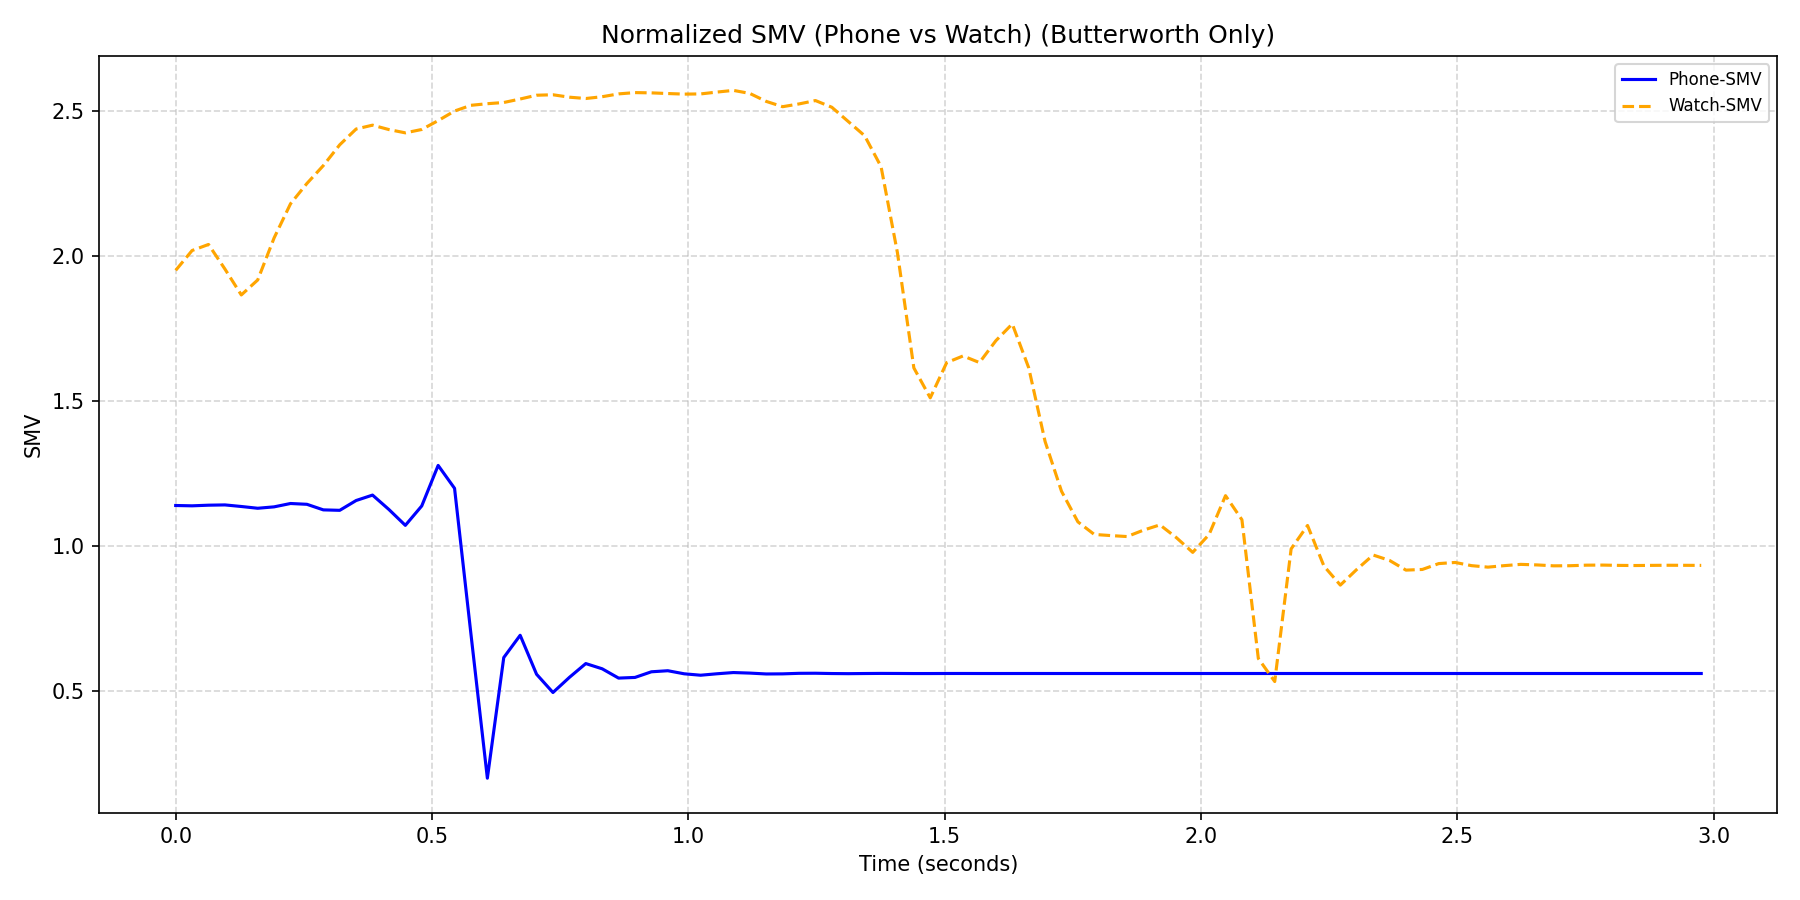 Normalized SMV (Phone vs Watch) (Butterworth Only)
Phone-SMV
Watch-SMV
2.5
2.0
1.5
1.0
0.5
SMV
0.0 0.5 1.0 1.5 2.0 2.5 3.0
Time (seconds)